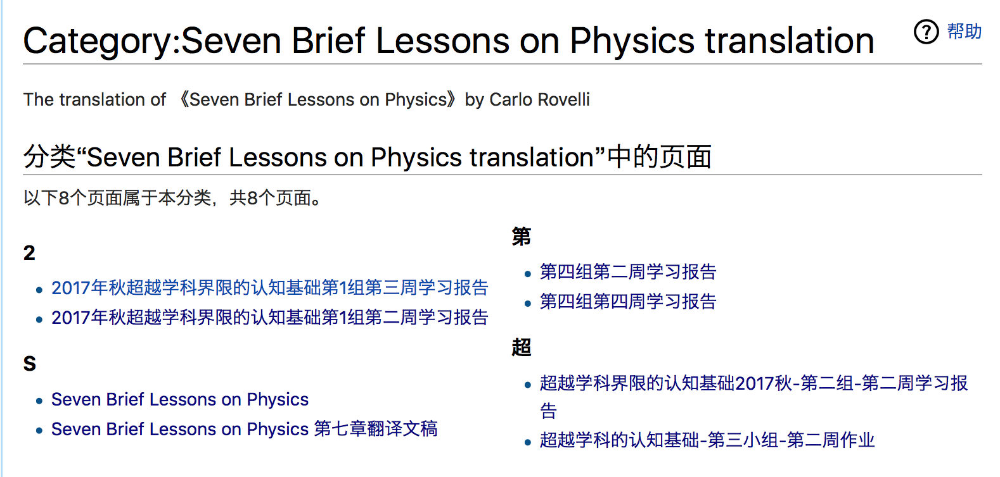 Category:Seven Brief Lessons on Physics translation
帮助
The translation of 《Seven Brief Lessons on Physics》by Carlo Rovelli
分类“Seven Brief Lessons on Physics translation”中的页面
以下8个页面属于本分类，共8个页面。
2
2017年秋超越学科界限的认知基础第1组第三周学习报告
2017年秋超越学科界限的认知基础第1组第二周学习报告
S
Seven Brief Lessons on Physics
Seven Brief Lessons on Physics 第七章翻译文稿
第
第四组第二周学习报告
第四组第四周学习报告
超
超越学科界限的认知基础2017秋-第二组-第二周学习报
告
超越学科的认知基础-第三小组-第二周作业